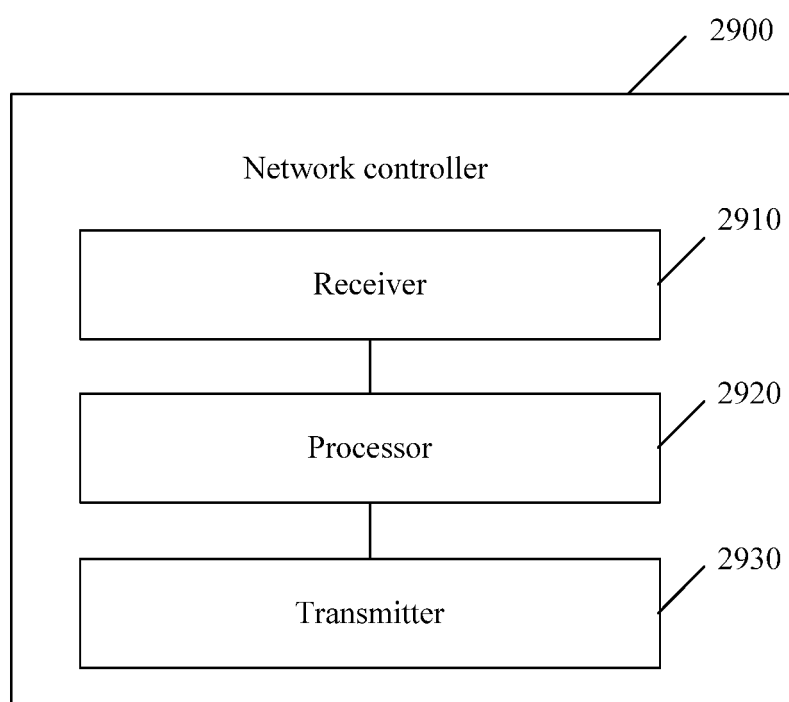 2900
Network controller
2910
Receiver
2920
Processor
2930
Transmitter